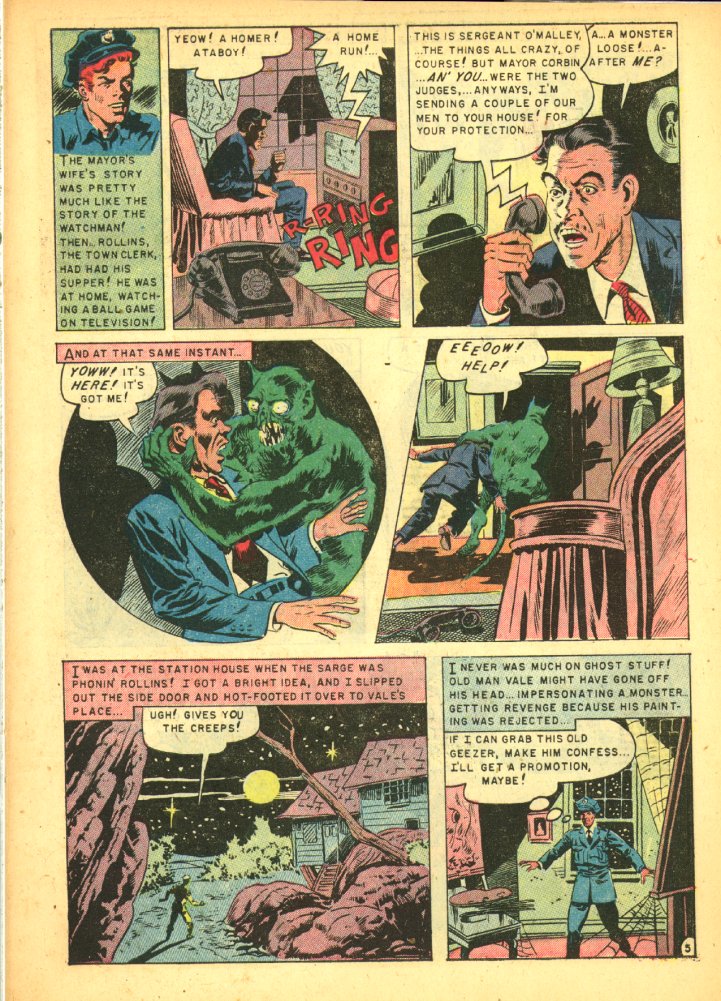 THE MAYOR'S
WIFE'S STORY
WAS PRETTY
MUCH LIKE THE
STORY OF THE
WATCHMAN!
THEN.. ROLLINS,
THE TOWN CLERK,
HAD HAD HIS
SUPPER! HE WAS
AT HOME, WATCH-
ING A BALL GAME
ON TELEVISION!
YEOW! A HOMER!
ATABOY!
A HOME
RUN!...
R-RING
RING
THIS IS SERGEANT O'MALLEY,
...THE THINGS ALL CRAZY, OF
COURSE! BUT MAYOR CORBIN
...AN' YOU...WERE THE TWO
JUDGES,....ANYWAYS, I'M
SENDING A COUPLE OF OUR
MEN TO YOUR HOUSE! FOR
YOUR PROTECTION...
A...A MONSTER
LOOSE!...A-
AFTER ME?
AND AT THAT SAME INSTANT...
YOWW! IT'S
HERE! IT'S
GOT ME!
EEEOOW!
HELP!
I WAS AT THE STATION HOUSE WHEN THE SARGE WAS
PHONIN' ROLLINS! I GOT A BRIGHT IDEA, AND I SLIPPED
OUT THE SIDE DOOR AND HOT-FOOTED IT OVER TO VALE'S
PLACE...
UGH! GIVES YOU
THE CREEPS!
I NEVER WAS MUCH ON GHOST STUFF!
OLD MAN VALE MIGHT HAVE GONE OFF
HIS HEAD... IMPERSONATING A MONSTER...
GETTING REVENGE BECAUSE HIS PAINT-
ING WAS REJECTED...
IF I CAN GRAB THIS OLD
GEEZER, MAKE HIM CONFESS...
I'LL GET A PROMOTION,
MAYBE!
5